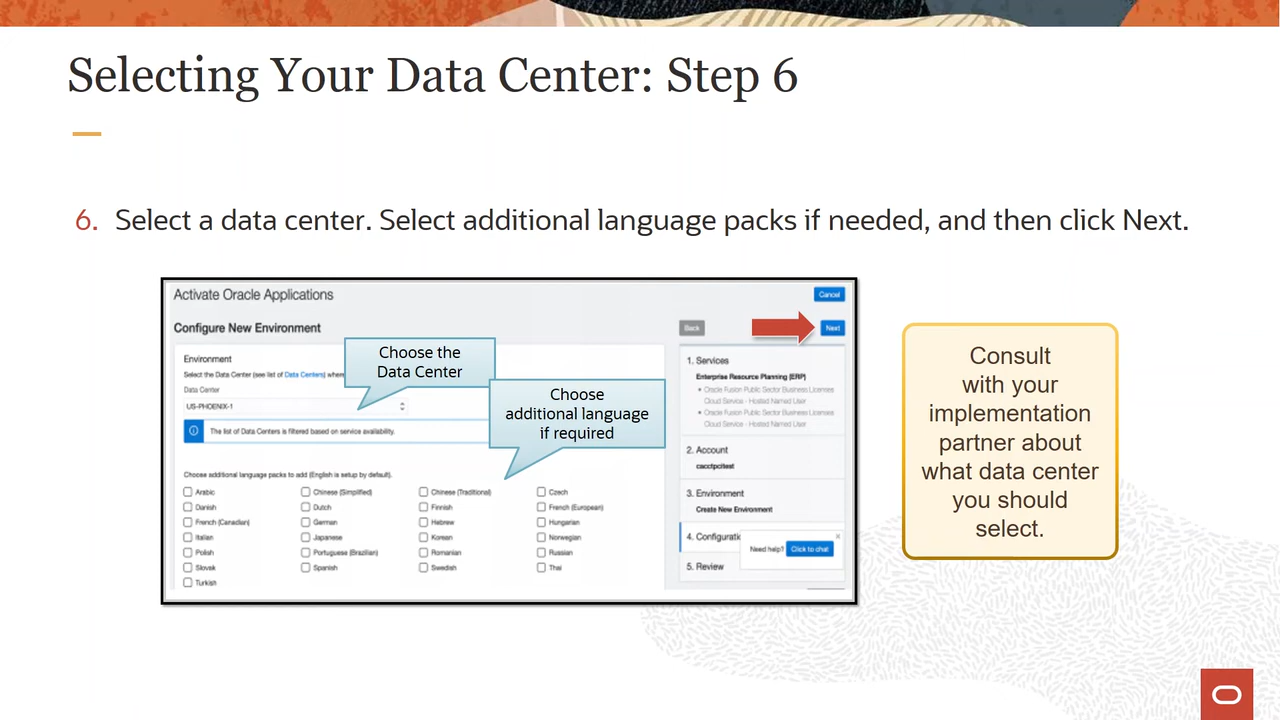 Selecting Your Data Center: Step 6
6. Select a data center. Select additional language packs if needed, and then click Next.
Activate Oracle Applications
Cancel
Configure New Environment
Back
Next
Environment
Select the Data Center (see list of Data Centers) where
Data Center
US-PHOENIX-1
The list of Data Centers is filtered based on service availability.
Choose the
Data Center
Choose
additional language
if required
Choose additional language packs to add (English is setup by default).
Arabic
Chinese (Simplified)
Chinese (Traditional)
Czech
Danish
Dutch
Finnish
French (European)
French (Canadian)
German
Hebrew
Hungarian
Italian
Japanese
Korean
Norwegian
Polish
Portuguese (Brazilian)
Romanian
Russian
Slovak
Spanish
Swedish
Thai
Turkish
1. Services
Enterprise Resource Planning (ERP)
Oracle Fusion Public Sector Business Licenses
Cloud Service - Hosted Named User
Oracle Fusion Public Sector Business Licenses
Cloud Service - Hosted Named User
2. Account
3. Environment
Create New Environment
4. Configuratic
Need help?
Click to chat
5. Review
Consult
with your
implementation
partner about
what data center
you should
select.